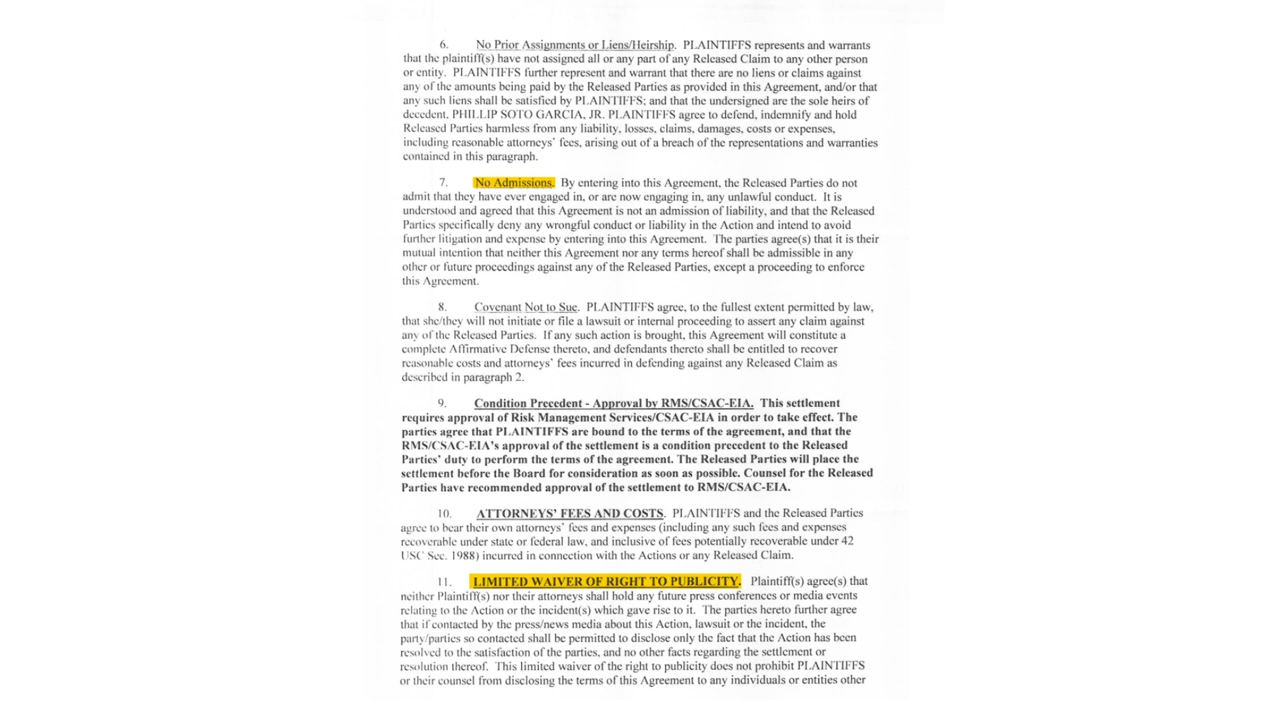 6. No Prior Assignments or Liens/Heirship. PLAINTIFFS represents and warrants
that the plaintiff(s) have not assigned all or any part of any Released Claim to any other person
or entity. PLAINTIFFS further represent and warrant that there are no liens or claims against
any of the amounts being paid by the Released Parties as provided in this Agreement, and/or that
any such liens shall be satisfied by PLAINTIFFS; and that the undersigned are the sole heirs of
decedent, PHILLIP SOTO GARCIA, JR. PLAINTIFFS agree to defend, indemnify and hold
Released Parties harmless from any liability, losses, claims, damages, costs or expenses,
including reasonable attorneys' fees, arising out of a breach of the representations and warranties
contained in this paragraph.
7. No Admissions. By entering into this Agreement, the Released Parties do not
admit that they have ever engaged in, or are now engaging in, any unlawful conduct. It is
understood and agreed that this Agreement is not an admission of liability, and that the Released
Parties specifically deny any wrongful conduct or liability in the Action and intend to avoid
further litigation and expense by entering into this Agreement. The parties agree(s) that it is their
mutual intention that neither this Agreement nor any terms hereof shall be admissible in any
other or future proceedings against any of the Released Parties, except a proceeding to enforce
this Agreement.
8. Covenant Not to Sue. PLAINTIFFS agree, to the fullest extent permitted by law,
that she/they will not initiate or file a lawsuit or internal proceeding to assert any claim against
any of the Released Parties. If any such action is brought, this Agreement will constitute a
complete Affirmative Defense thereto, and defendants thereto shall be entitled to recover
reasonable costs and attorneys' fees incurred in defending against any Released Claim as
described in paragraph 2.
9. Condition Precedent - Approval by RMS/CSAC-EIA. This settlement
requires approval of Risk Management Services/CSAC-EIA in order to take effect. The
parties agree that PLAINTIFFS are bound to the terms of the agreement, and that the
RMS/CSAC-EIA's approval of the settlement is a condition precedent to the Released
Parties' duty to perform the terms of the agreement. The Released Parties will place the
settlement before the Board for consideration as soon as possible. Counsel for the Released
Parties have recommended approval of the settlement to RMS/CSAC-EIA.
10. ATTORNEYS' FEES AND COSTS. PLAINTIFFS and the Released Parties
agree to bear their own attorneys' fees and expenses (including any such fees and expenses
recoverable under state or federal law, and inclusive of fees potentially recoverable under 42
USC Sec. 1988) incurred in connection with the Actions or any Released Claim.
11. LIMITED WAIVER OF RIGHT TO PUBLICITY. Plaintiff(s) agree(s) that
neither Plaintiff(s) nor their attorneys shall hold any future press conferences or media events
relating to the Action or the incident(s) which gave rise to it. The parties hereto further agree
that if contacted by the press/news media about this Action, lawsuit or the incident, the
party/parties so contacted shall be permitted to disclose only the fact that the Action has been
resolved to the satisfaction of the parties, and no other facts regarding the settlement or
resolution thereof. This limited waiver of the right to publicity does not prohibit PLAINTIFFS
or their counsel from disclosing the terms of this Agreement to any individuals or entities other